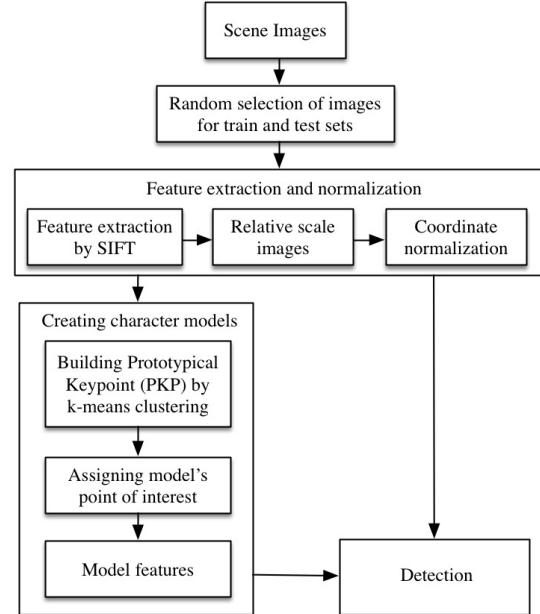 Scene Images
Random selection of images
for train and test sets
Feature extraction and normalization
Feature extraction
by SIFT
Relative scale
images
Coordinate
normalization
Creating character models
Building Prototypical
Keypoint (PKP) by
k-means clustering
Assigning model's
point of interest
Model features
Detection